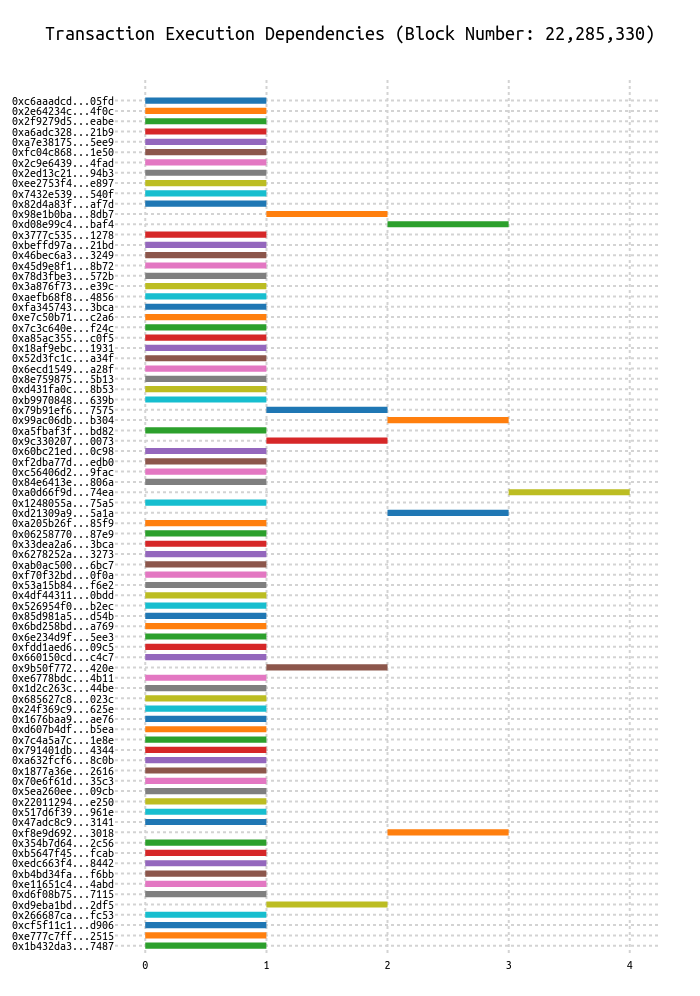 Transaction Execution Dependencies (Block Number: 22,285,330)
0xc6aaadcd...05fd
0x2e64234c...4f0c
0x2f9279d5...eabe
0xa6adc328...21b9
0xa7e38175...5ee9
0xfc04c868...1e50
0x2c9e6439...4fad
0x2ed13c21...94b3
0xee2753f4...e897
0x7432e539...540f
0x82d4a83f...af7d
0x98e1b0ba...8db7
0xd08e99c4...baf4
0x3777c535...1278
0xbeffd97a...21bd
0x46bec6a3...3249
0x45d9e8f1...8b72
0x78d3fbe3...572b
0x3a876f73...e39c
0xaefb68f8...4856
0xfa345743...3bca
0xe7c50b71...c2a6
0x7c3c640e...f24c
0xa85ac355...c0f5
0x18af9ebc...1931
0x52d3fc1c...a34f
0x6ecd1549...a28f
0x8e759875...5b13
0xd431fa0c...8b53
0xb9970848...639b
0x79b91ef6...7575
0x99ac06db...b304
0xa5fbaf3f...bd82
0x9c330207...0073
0x60bc21ed...0c98
0xf2dba77d...edb0
0xc56406d2...9fac
0x84e6413e...806a
0xa0d66f9d...74ea
0x1248055a...75a5
0xd21309a9...5a1a
0xa205b26f...85f9
0x06258770...87e9
0x33dea2a6...3bca
0x6278252a...3273
0xab0ac500...6bc7
0xf70f32bd...0f0a
0x53a15b84...f6e2
0x4df44311...0bdd
0x526954f0...b2ec
0x85d981a5...d54b
0x6bd258bd...a769
0x6e234d9f...5ee3
0xfdd1aed6...09c5
0x660150cd...c4c7
0x9b50f772...420e
0xe6778bdc...4b11
0x1d2c263c...44be
0x685627c8...023c
0x24f369c9...625e
0x1676baa9...ae76
0xd607b4df...b5ea
0x7c4a5a7c...1e8e
0x791401db...4344
0xa632fcf6...8c0b
0x1877a36e...2616
0x70e6f61d...35c3
0x5ea260ee...09cb
0x22011294...e250
0x517d6f39...961e
0x47adc8c9...3141
0xf8e9d692...3018
0x354b7d64...2c56
0xb5647f45...fcab
0xedc663f4...8442
0xb4bd34fa...f6bb
0xe11651c4...4abd
0xd6f08b75...7115
0xd9eba1bd...2df5
0x266687ca...fc53
0xcf5f11c1...d906
0xe777c7ff...2515
0x1b432da3...7487
0 1 2 3 4